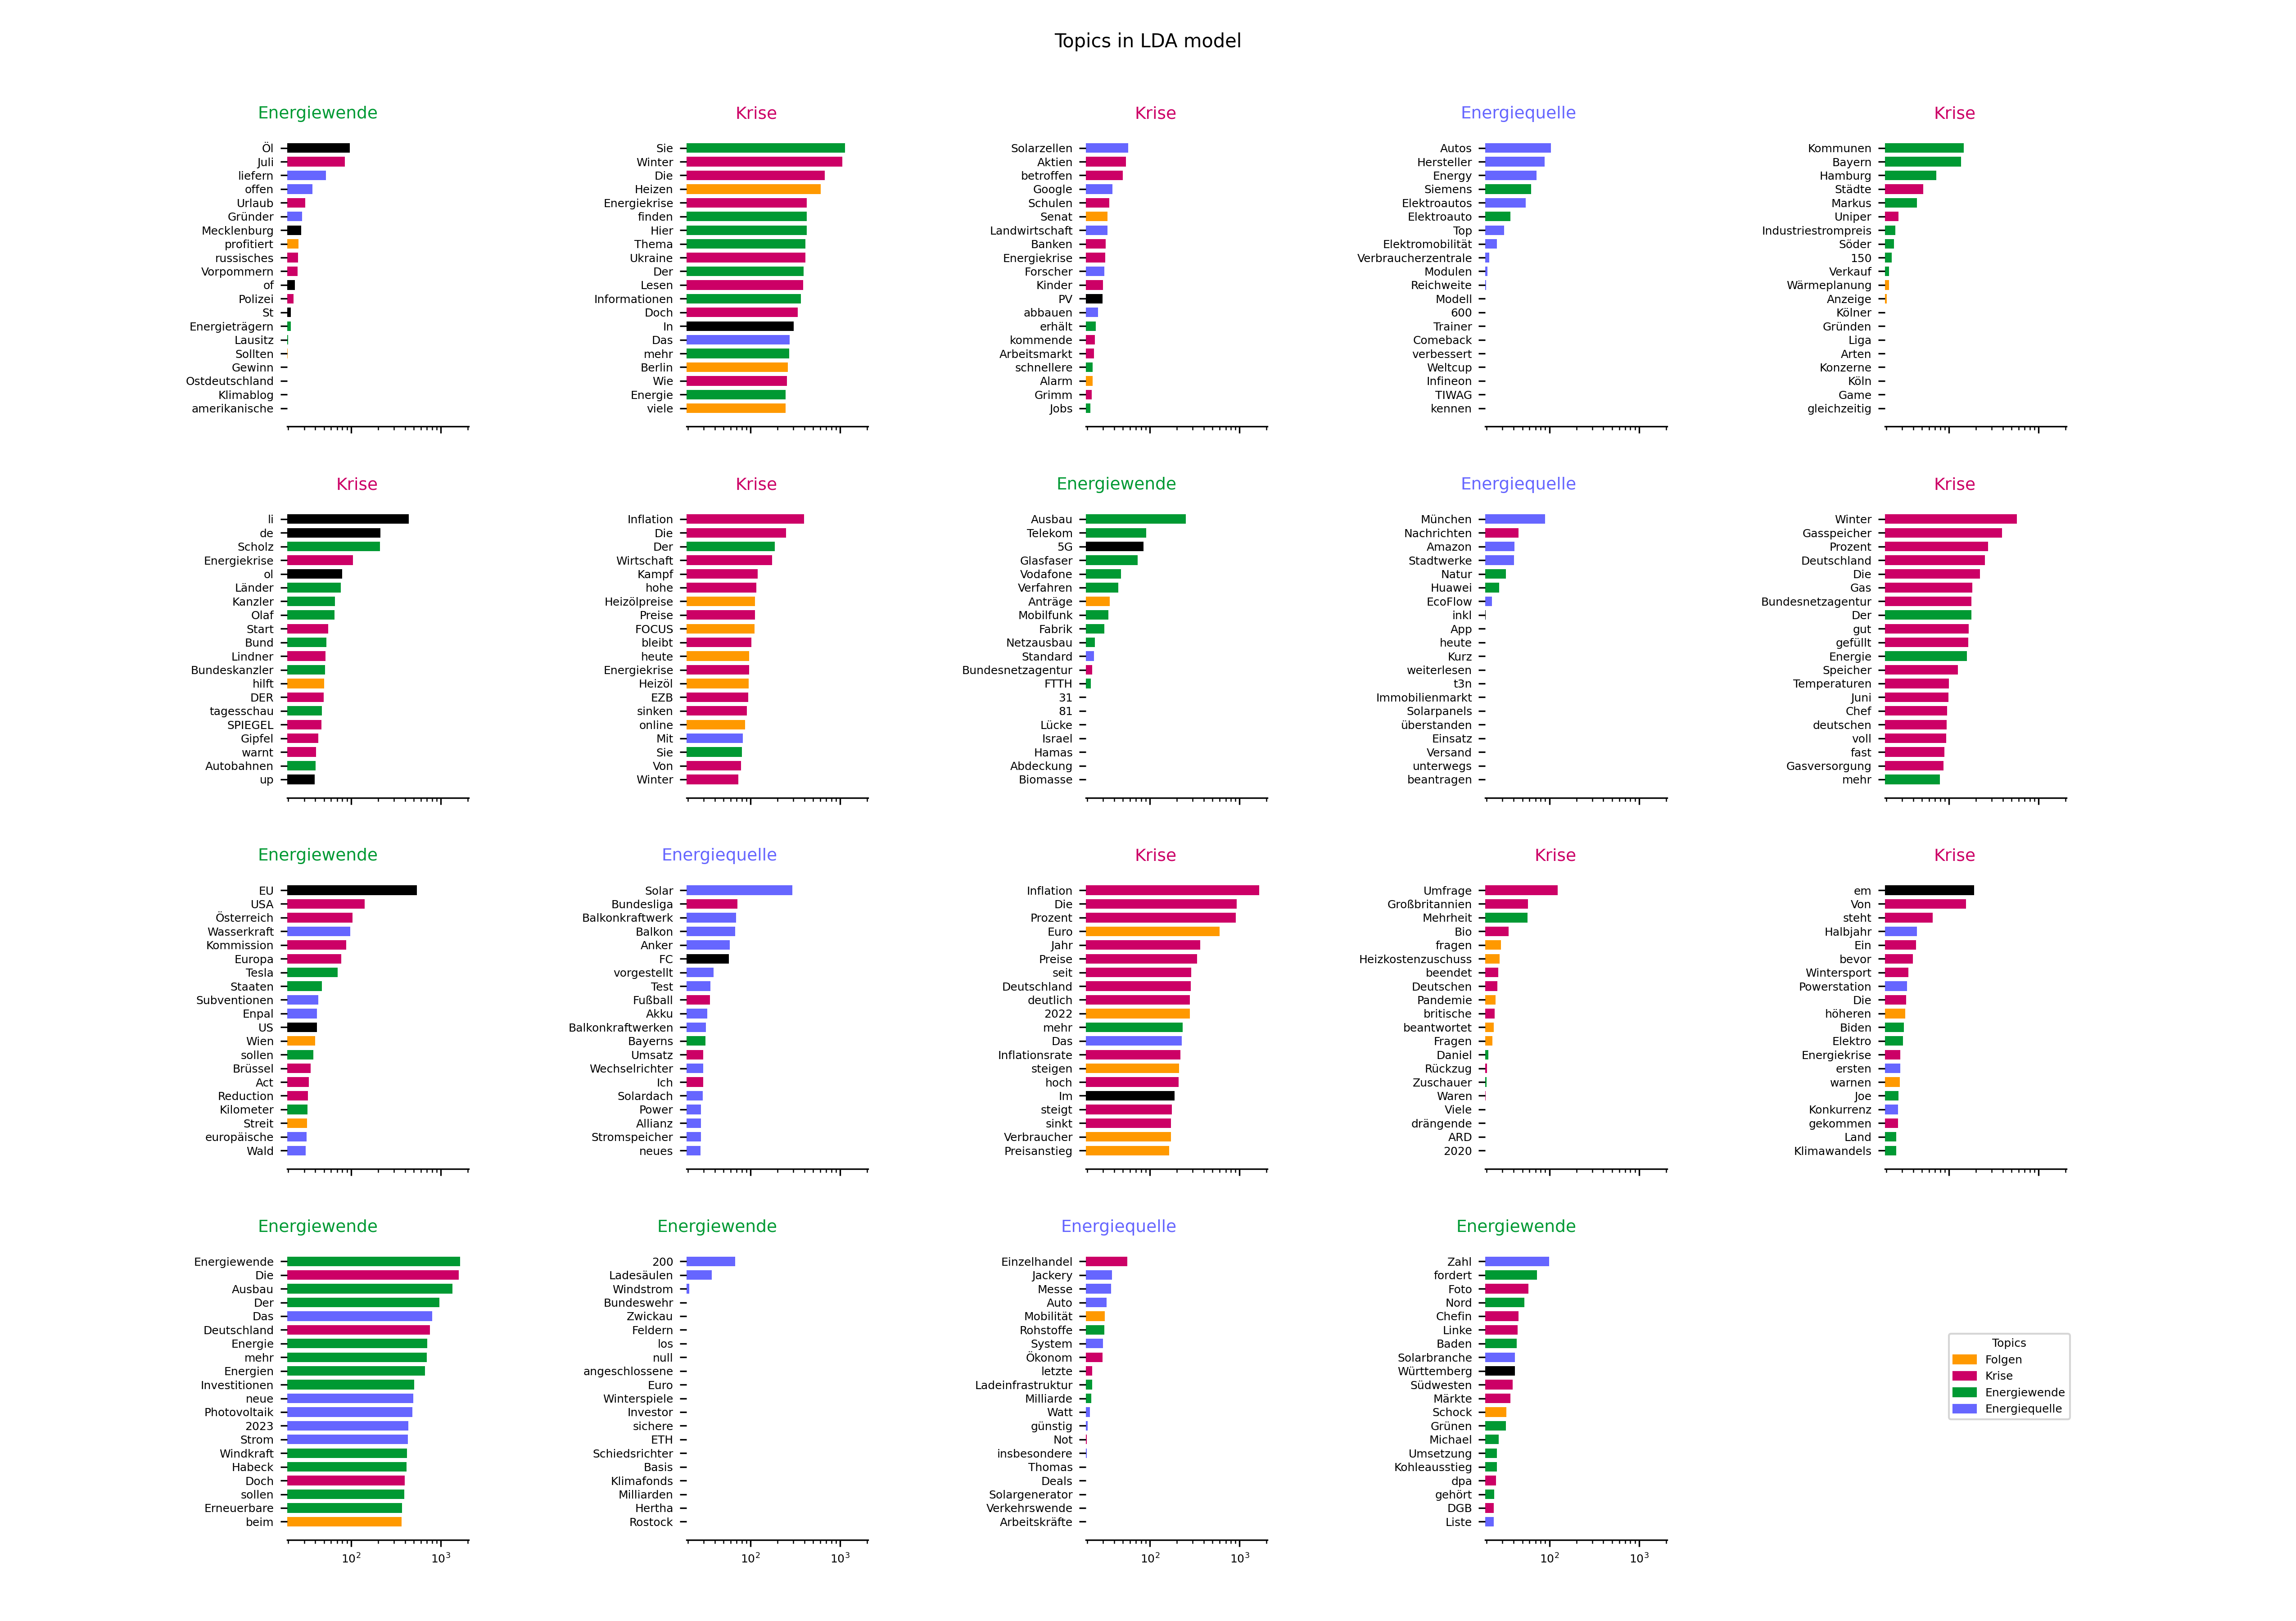 Topics in LDA model
Energiewende
Öl
Juli
liefern
offen
Urlaub
Gründer
Mecklenburg
profitiert
russisches
Vorpommern
of
Polizei
St
Energieträgern
Lausitz
Sollten
Gewinn
Ostdeutschland
Klimablog
amerikanische
Krise
Sie
Winter
Die
Heizen
Energiekrise
finden
Hier
Thema
Ukraine
Der
Lesen
Informationen
Doch
In
Das
mehr
Berlin
Wie
Energie
viele
Krise
Solarzellen
Aktien
betroffen
Google
Schulen
Senat
Landwirtschaft
Banken
Energiekrise
Forscher
Kinder
PV
abbauen
erhält
kommende
Arbeitsmarkt
schnellere
Alarm
Grimm
Jobs
Energiequelle
Autos
Hersteller
Energy
Siemens
Elektroautos
Elektroauto
Top
Elektromobilität
Verbraucherzentrale
Modulen
Reichweite
Modell
600
Trainer
Comeback
verbessert
Weltcup
Infineon
TIWAG
kennen
Krise
Kommunen
Bayern
Hamburg
Städte
Markus
Uniper
Industriestrompreis
Söder
150
Verkauf
Wärmeplanung
Anzeige
Kölner
Gründen
Liga
Arten
Konzerne
Köln
Game
gleichzeitig
Krise
li
de
Scholz
Energiekrise
ol
Länder
Kanzler
Olaf
Start
Bund
Lindner
Bundeskanzler
hilft
DER
tagesschau
SPIEGEL
Gipfel
warnt
Autobahnen
up
Krise
Inflation
Die
Der
Wirtschaft
Kampf
hohe
Heizölpreise
Preise
FOCUS
bleibt
heute
Energiekrise
Heizöl
EZB
sinken
online
Mit
Sie
Von
Winter
Energiewende
Ausbau
Telekom
5G
Glasfaser
Vodafone
Verfahren
Anträge
Mobilfunk
Fabrik
Netzausbau
Standard
Bundesnetzagentur
FTTH
31
81
Lücke
Israel
Hamas
Abdeckung
Biomasse
Energiequelle
München
Nachrichten
Amazon
Stadtwerke
Natur
Huawei
EcoFlow
inkl
App
heute
Kurz
weiterlesen
t3n
Immobilienmarkt
Solarpanels
überstanden
Einsatz
Versand
unterwegs
beantragen
Krise
Winter
Gasspeicher
Prozent
Deutschland
Die
Gas
Bundesnetzagentur
Der
gut
gefüllt
Energie
Speicher
Temperaturen
Juni
Chef
deutschen
voll
fast
Gasversorgung
mehr
Energiewende
EU
USA
Österreich
Wasserkraft
Kommission
Europa
Tesla
Staaten
Subventionen
Enpal
US
Wien
sollen
Brüssel
Act
Reduction
Kilometer
Streit
europäische
Wald
Energiequelle
Solar
Bundesliga
Balkonkraftwerk
Balkon
Anker
FC
vorgestellt
Test
Fußball
Akku
Balkonkraftwerken
Bayerns
Umsatz
Wechselrichter
Ich
Solardach
Power
Allianz
Stromspeicher
neues
Krise
Inflation
Die
Prozent
Euro
Jahr
Preise
seit
Deutschland
deutlich
2022
mehr
Das
Inflationsrate
steigen
hoch
Im
steigt
sinkt
Verbraucher
Preisanstieg
Krise
Umfrage
Großbritannien
Mehrheit
Bio
fragen
Heizkostenzuschuss
beendet
Deutschen
Pandemie
britische
beantwortet
Fragen
Daniel
Rückzug
Zuschauer
Waren
Viele
drängende
ARD
2020
Krise
em
Von
steht
Halbjahr
Ein
bevor
Wintersport
Powerstation
Die
höheren
Biden
Elektro
Energiekrise
ersten
warnen
Joe
Konkurrenz
gekommen
Land
Klimawandels
Energiewende
Energiewende
Die
Ausbau
Der
Das
Deutschland
Energie
mehr
Energien
Investitionen
neue
Photovoltaik
2023
Strom
Windkraft
Habeck
Doch
sollen
Erneuerbare
beim
10² 10³
Energiewende
200
Ladesäulen
Windstrom
Bundeswehr
Zwickau
Feldern
los
null
angeschlossene
Euro
Winterspiele
Investor
sichere
ETH
Schiedsrichter
Basis
Klimafonds
Milliarden
Hertha
Rostock
10² 10³
Energiequelle
Einzelhandel
Jackery
Messe
Auto
Mobilität
Rohstoffe
System
Ökonom
letzte
Ladeinfrastruktur
Milliarde
Watt
günstig
Not
insbesondere
Thomas
Deals
Solargenerator
Verkehrswende
Arbeitskräfte
10² 10³
Energiewende
Zahl
fordert
Foto
Nord
Chefin
Linke
Baden
Solarbranche
Württemberg
Südwesten
Märkte
Schock
Grünen
Michael
Umsetzung
Kohleausstieg
dpa
gehört
DGB
Liste
10² 10³
Topics
Folgen
Krise
Energiewende
Energiequelle